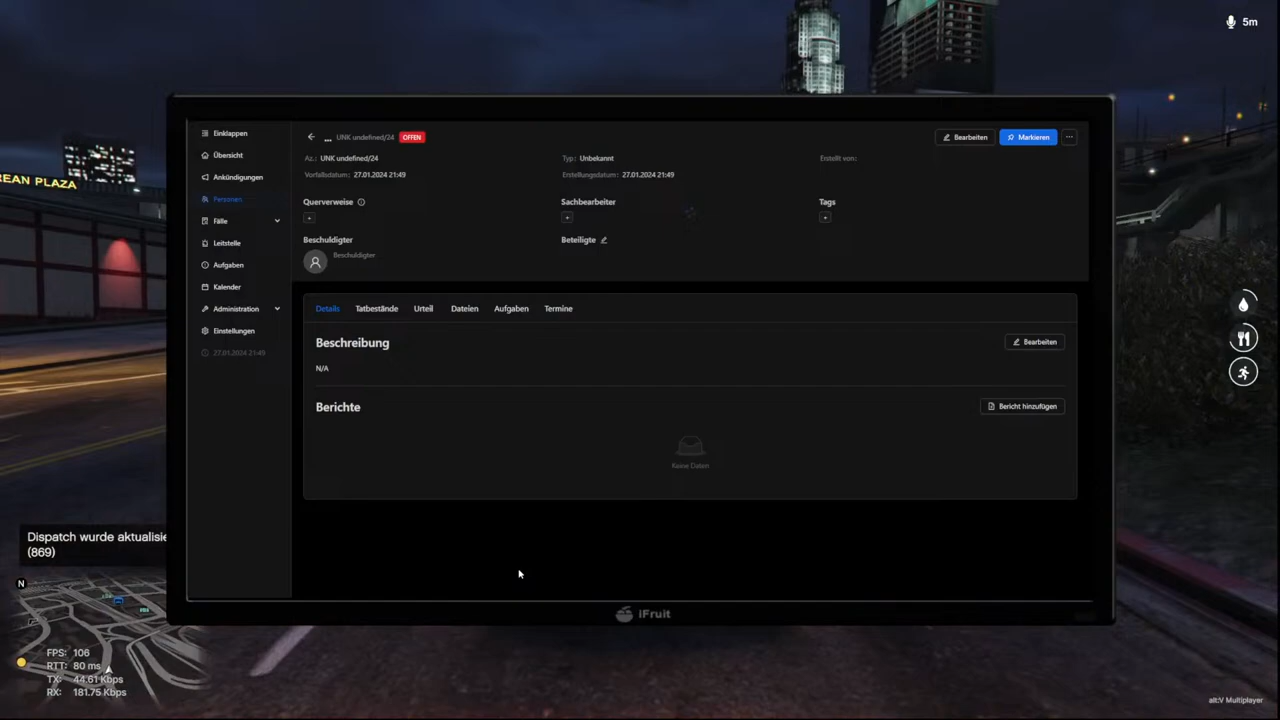 5m
REAN PLAZA
Einklappen
Übersicht
Ankündigungen
Personen
Fälle
Leitstelle
Aufgaben
Kalender
Administration
Einstellungen
27.01.2024 21:49
... UNK undefined/24 OFFEN
Bearbeiten Markieren ...
Az.: UNK undefined/24 Typ: Unbekannt Erstellt von:
Vorfallsdatum: 27.01.2024 21:49 Erstellungsdatum: 27.01.2024 21:49
Querverweise Sachbearbeiter Tags
+ + +
Beschuldigter Beteiligte
Beschuldigter
Details Tatbestände Urteil Dateien Aufgaben Termine
Beschreibung Bearbeiten
N/A
Berichte Bericht hinzufügen
Keine Daten
iFruit
Dispatch wurde aktualisie
(869)
N
FPS: 106
RTT: 80 ms
TX: 44.61 Kbps
RX: 181.75 Kbps
alt:V Multiplayer